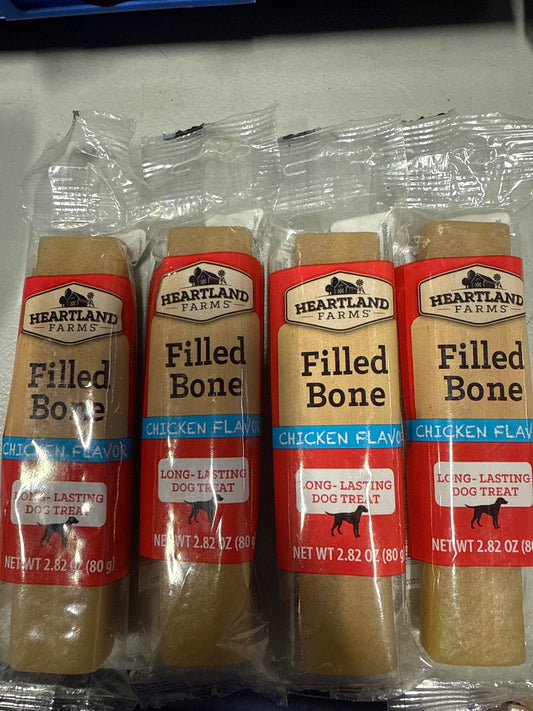 HEARTLAND
FARMS®
Filled
Bone
CHICKEN FLAVOR
LONG- LASTING
DOG TREAT
NET WT 2.82 OZ (80 g)
HEARTLAND
FARMS®
Filled
Bone
CHICKEN FLAVO
LONG- LASTING
DOG TREAT
NET WT 2.82 OZ (80 g
HEARTLAND
FARMS®
Filled
Bone
CHICKEN FLAVO
LONG- LASTING
DOG TREAT
NET WT 2.82 OZ (80 g
HEARTLAND
FARMS®
Filled
Bone
CHICKEN FLAV
LONG- LASTING
DOG TREAT
NET WT 2.82 OZ (80